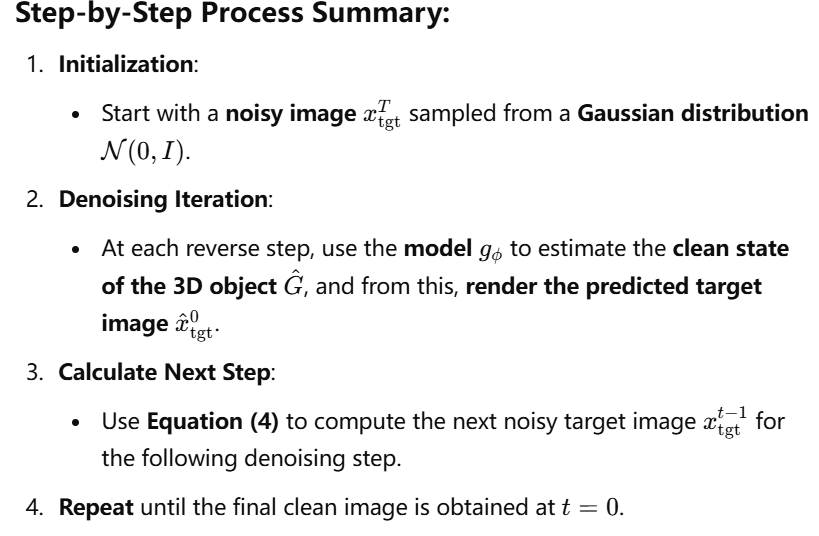 Step-by-Step Process Summary:
1. Initialization:
• Start with a noisy image $x_{\text{tgt}}^{T}$ sampled from a Gaussian distribution
$\mathcal{N}(0, I)$.
2. Denoising Iteration:
• At each reverse step, use the model $g_{\phi}$ to estimate the clean state
of the 3D object $\hat{G}$, and from this, render the predicted target
image $\hat{x}_{\text{tgt}}^{0}$.
3. Calculate Next Step:
• Use Equation (4) to compute the next noisy target image $x_{\text{tgt}}^{t-1}$ for
the following denoising step.
4. Repeat until the final clean image is obtained at $t = 0$.